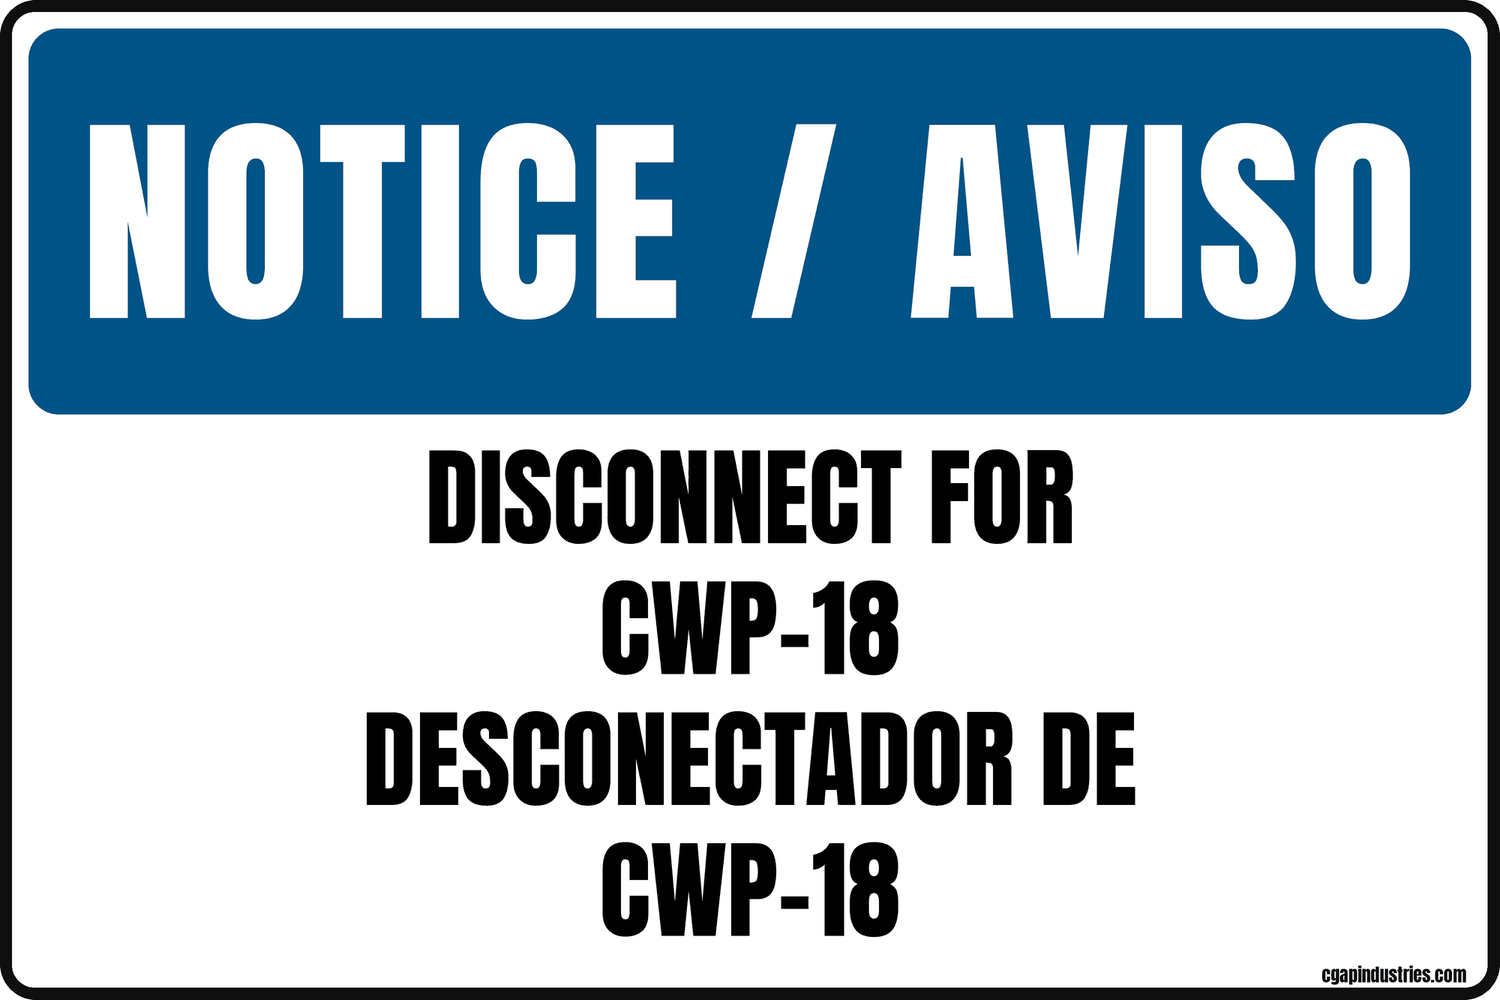 NOTICE / AVISO
DISCONNECT FOR
CWP-18
DESCONECTADOR DE
CWP-18
cgapindustries.com